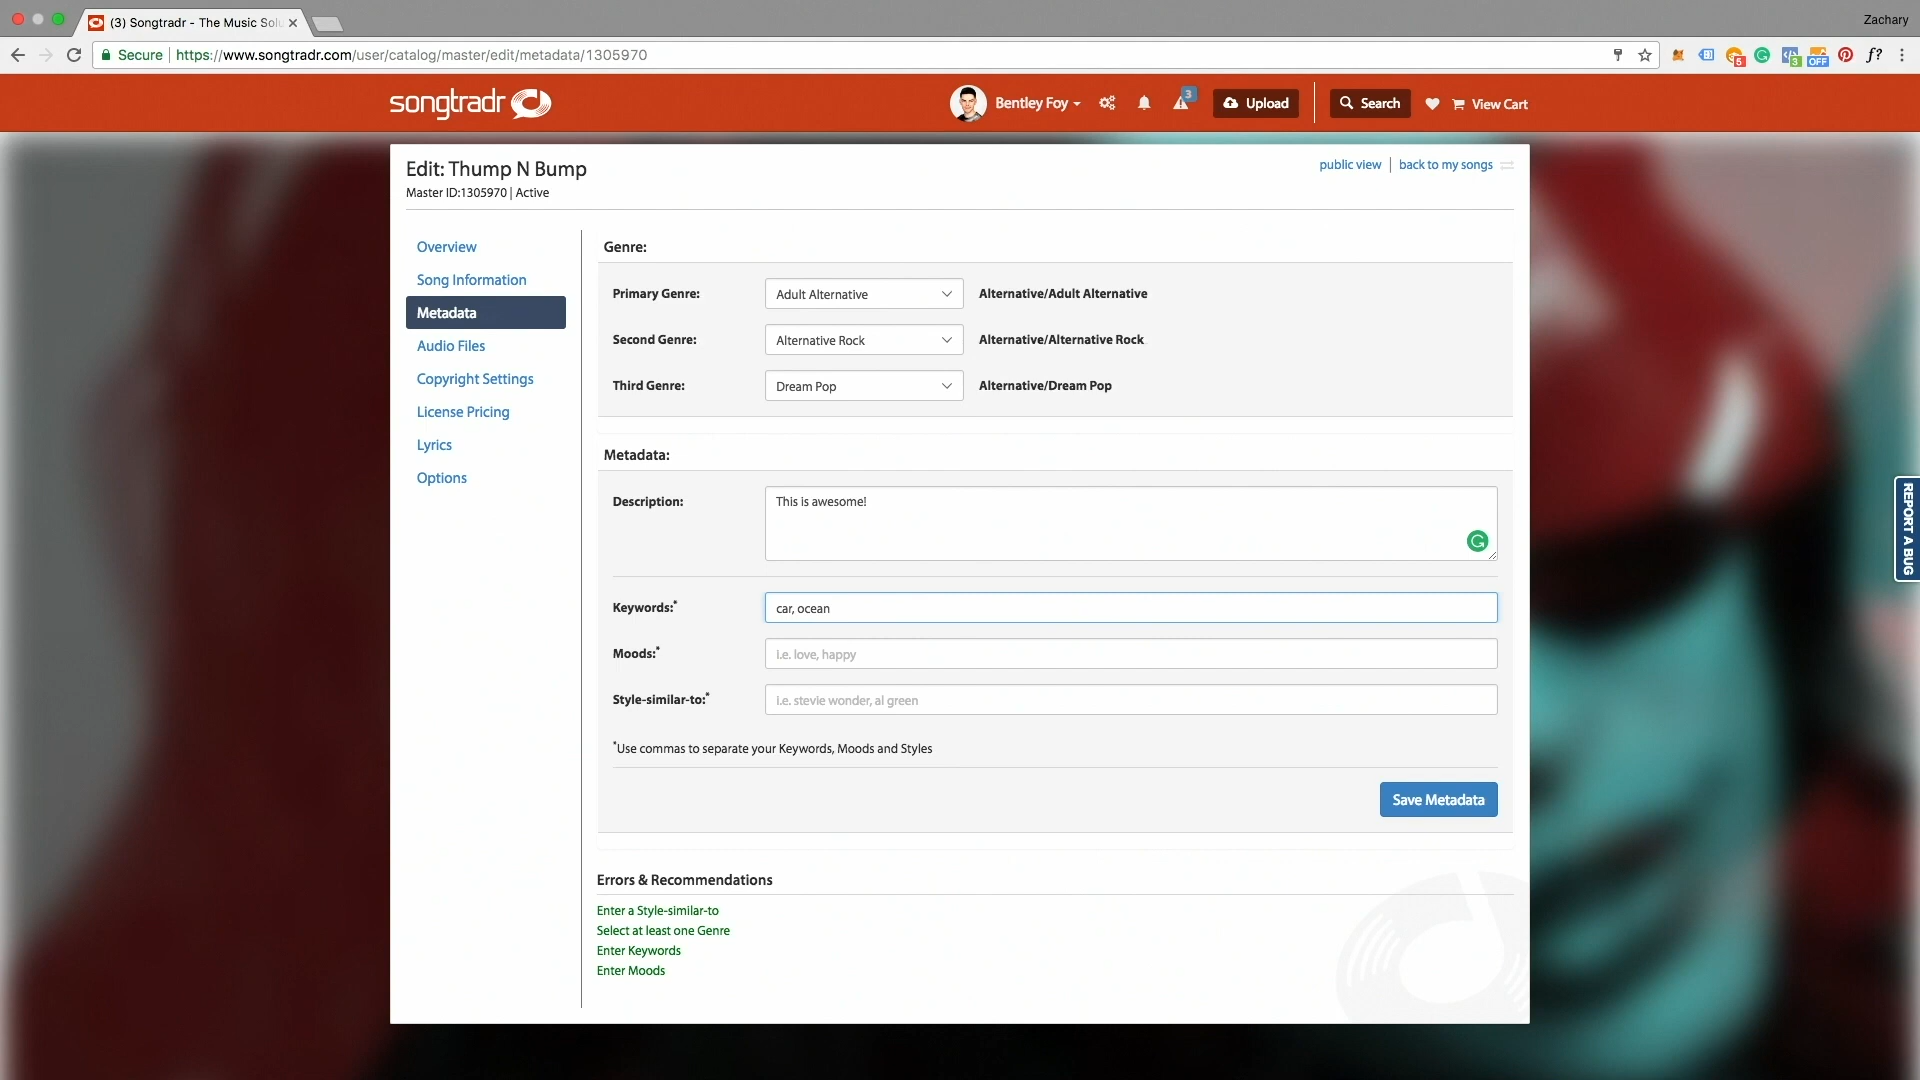 (3) Songtradr - The Music Solu
Zachary
Secure
https://www.songtradr.com/user/catalog/master/edit/metadata/1305970
5
3
OFF
f?
songtradr
Bentley Foy
3
Upload
Search
View Cart
Edit: Thump N Bump
public view | back to my songs
Master ID:1305970 | Active
Overview
Song Information
Metadata
Audio Files
Copyright Settings
License Pricing
Lyrics
Options
Genre:
Primary Genre: Adult Alternative Alternative/Adult Alternative
Second Genre: Alternative Rock Alternative/Alternative Rock
Third Genre: Dream Pop Alternative/Dream Pop
Metadata:
Description: This is awesome!
Keywords:* car, ocean
Moods:* i.e. love, happy
Style-similar-to:* i.e. stevie wonder, al green
*Use commas to separate your Keywords, Moods and Styles
Save Metadata
Errors & Recommendations
Enter a Style-similar-to
Select at least one Genre
Enter Keywords
Enter Moods
REPORT A BUG